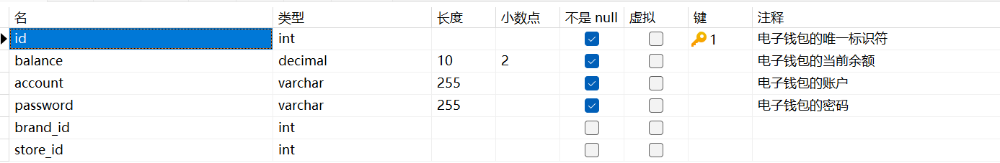 名 类型 长度 小数点 不是 null 虚拟 键 注释
id int 1 电子钱包的唯一标识符
balance decimal 10 2 电子钱包的当前余额
account varchar 255 电子钱包的账户
password varchar 255 电子钱包的密码
brand_id int
store_id int